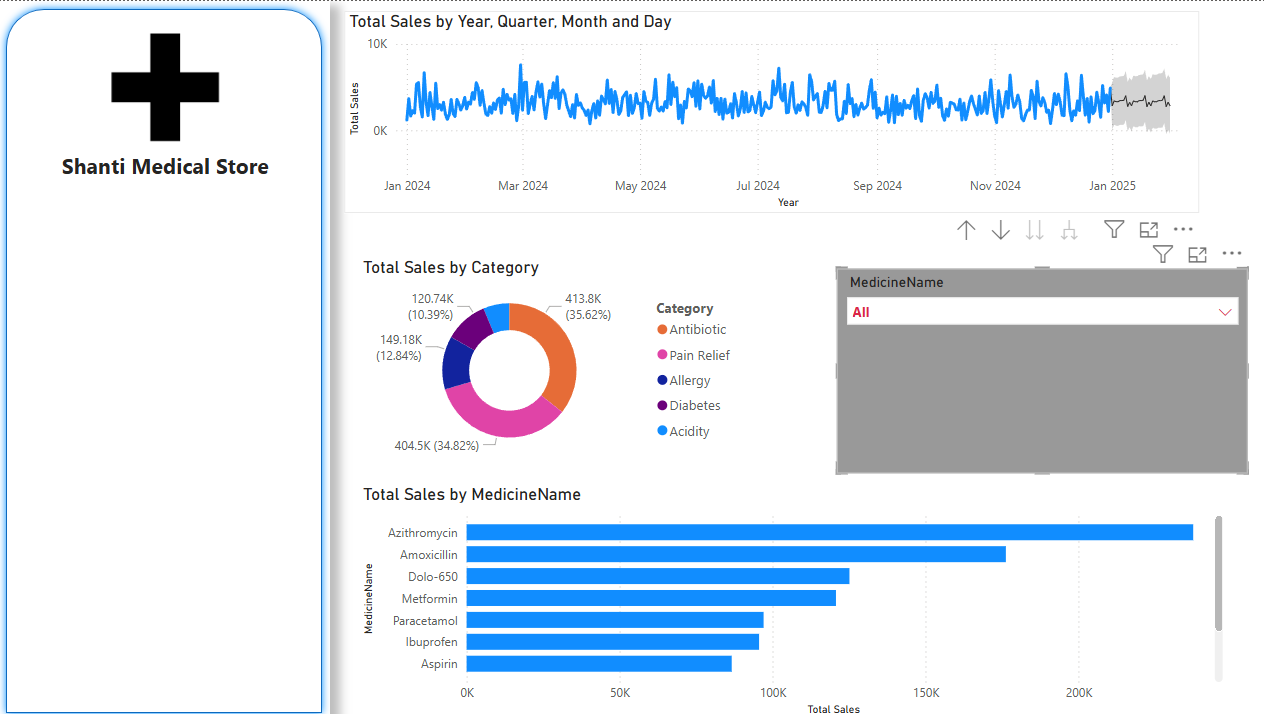 Shanti Medical Store
Total Sales by Year, Quarter, Month and Day
Total Sales
10K
0K
Jan 2024
Mar 2024
May 2024
Jul 2024
Sep 2024
Nov 2024
Jan 2025
Year
Total Sales by Category
120.74K
(10.39%)
413.8K
(35.62%)
149.18K
(12.84%)
404.5K (34.82%)
Category
Antibiotic
Pain Relief
Allergy
Diabetes
Acidity
MedicineName
All
Total Sales by MedicineName
MedicineName
Azithromycin
Amoxicillin
Dolo-650
Metformin
Paracetamol
Ibuprofen
Aspirin
0K
50K
100K
150K
200K
Total Sales